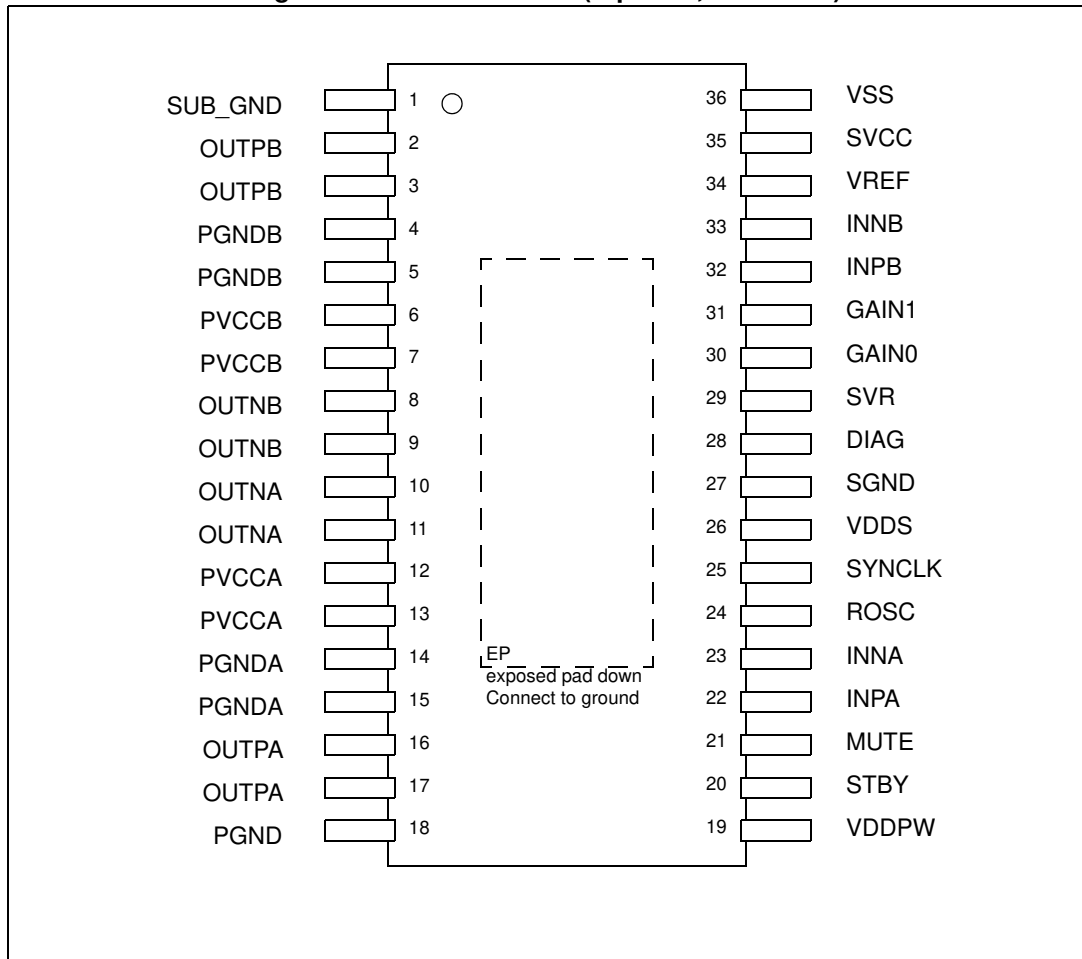 SUB_GND 1 36 VSS
OUTPB 2 35 SVCC
OUTPB 3 34 VREF
PGNDB 4 33 INNB
PGNDB 5 32 INPB
PVCCB 6 31 GAIN1
PVCCB 7 30 GAIN0
OUTNB 8 29 SVR
OUTNB 9 28 DIAG
OUTNA 10 27 SGND
OUTNA 11 26 VDDS
PVCCA 12 25 SYNCLK
PVCCA 13 24 ROSC
PGNDA 14 23 INNA
PGNDA 15 22 INPA
OUTPA 16 21 MUTE
OUTPA 17 20 STBY
PGND 18 19 VDDPW
EP
exposed pad down
Connect to ground